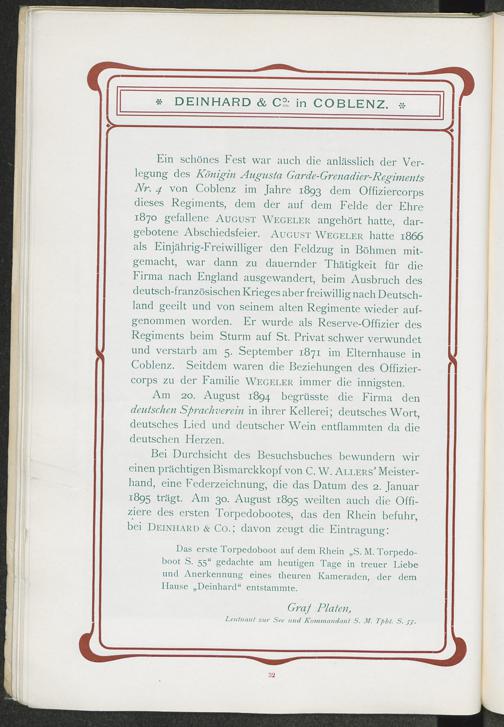 DEINHARD & Co. in COBLENZ.
Ein schönes Fest war auch die anlässlich der Ver-
legung des Königin Augusta Garde-Grenadier-Regiments
Nr. 4 von Coblenz im Jahre 1893 dem Offiziercorps
dieses Regiments, dem der auf dem Felde der Ehre
1870 gefallene AUGUST WEGELER angehört hatte, dar-
gebotene Abschiedsfeier. AUGUST WEGELER hatte 1866
als Einjährig-Freiwilliger den Feldzug in Böhmen mit-
gemacht, war dann zu dauernder Thätigkeit für die
Firma nach England ausgewandert, beim Ausbruch des
deutsch-französischen Krieges aber freiwillig nach Deutsch-
land geeilt und von seinem alten Regimente wieder auf-
genommen worden. Er wurde als Reserve-Offizier des
Regiments beim Sturm auf St. Privat schwer verwundet
und verstarb am 5. September 1871 im Elternhause in
Coblenz. Seitdem waren die Beziehungen des Offizier-
corps zu der Familie WEGELER immer die innigsten.
Am 20. August 1894 begrüsste die Firma den
deutschen Sprachverein in ihrer Kellerei; deutsches Wort,
deutsches Lied und deutscher Wein entflammten da die
deutschen Herzen.
Bei Durchsicht des Besuchsbuches bewundern wir
einen prächtigen Bismarckkopf von C. W. ALLERS' Meister-
hand, eine Federzeichnung, die das Datum des 2. Januar
1895 trägt. Am 30. August 1895 weilten auch die Offi-
ziere des ersten Torpedobootes, das den Rhein befuhr,
bei DEINHARD & Co.; davon zeugt die Eintragung:
Das erste Torpedoboot auf dem Rhein „S. M. Torpedo-
boot S. 55" gedachte am heutigen Tage in treuer Liebe
und Anerkennung eines theuren Kameraden, der dem
Hause „Deinhard" entstammte.
Graf Platen,
Leutnant zur See und Kommandant S. M. Tpbt. S. 55.
32